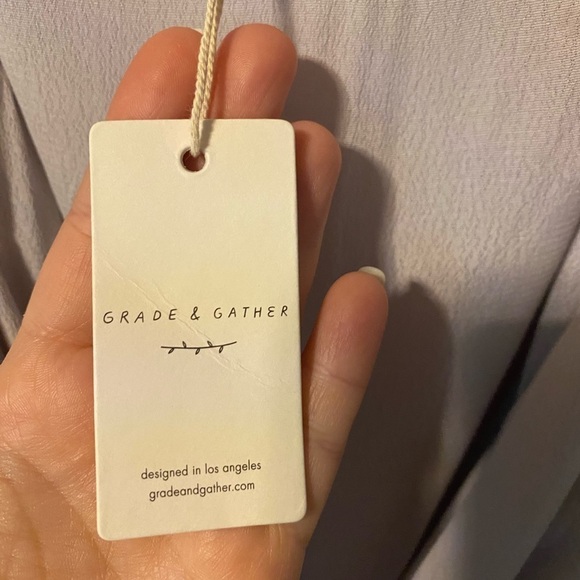 GRADE & GATHER
designed in los angeles
gradeandgather.com